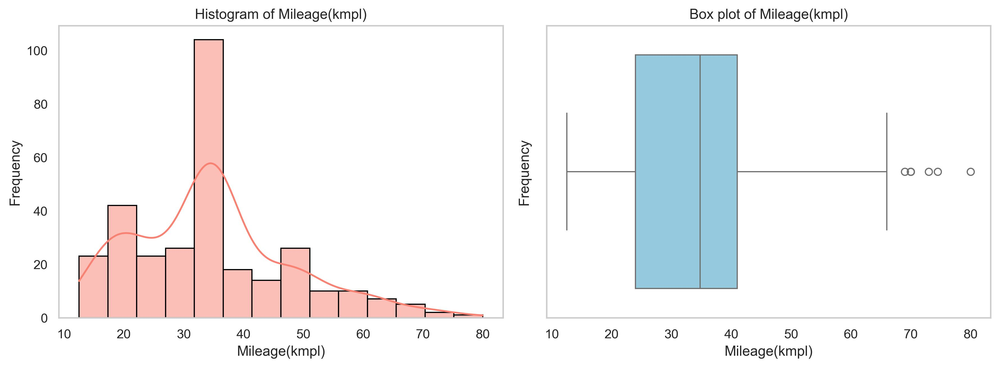 Histogram of Mileage(kmpl)
Frequency
100
80
60
40
20
0
10 20 30 40 50 60 70 80
Mileage(kmpl)
Box plot of Mileage(kmpl)
Frequency
10 20 30 40 50 60 70 80
Mileage(kmpl)